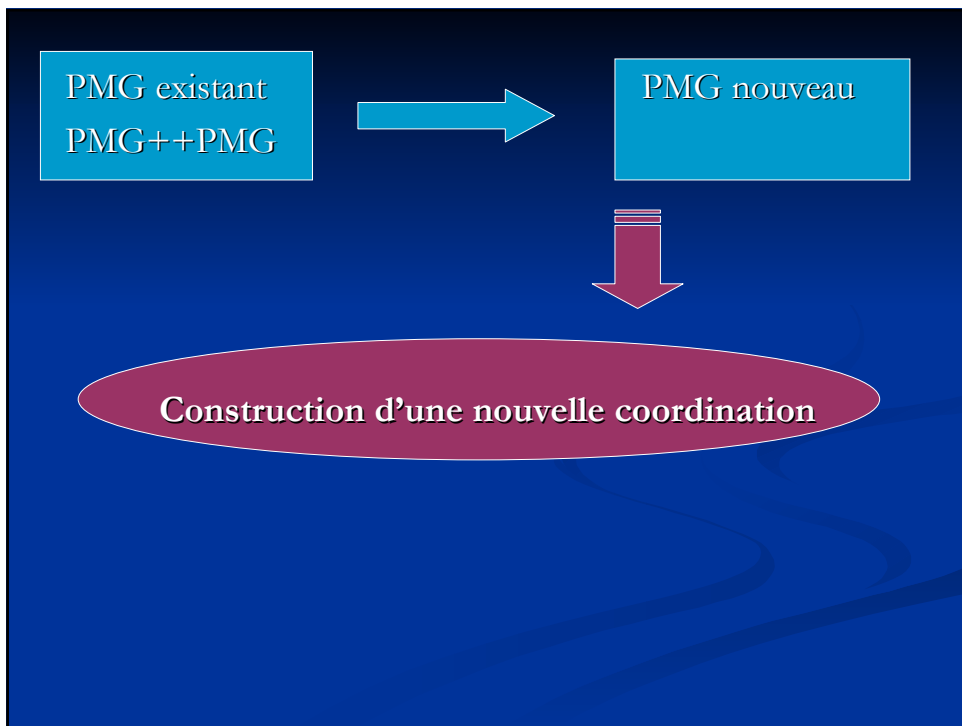 PMG existant
PMG++PMG
PMG nouveau
Construction d’une nouvelle coordination